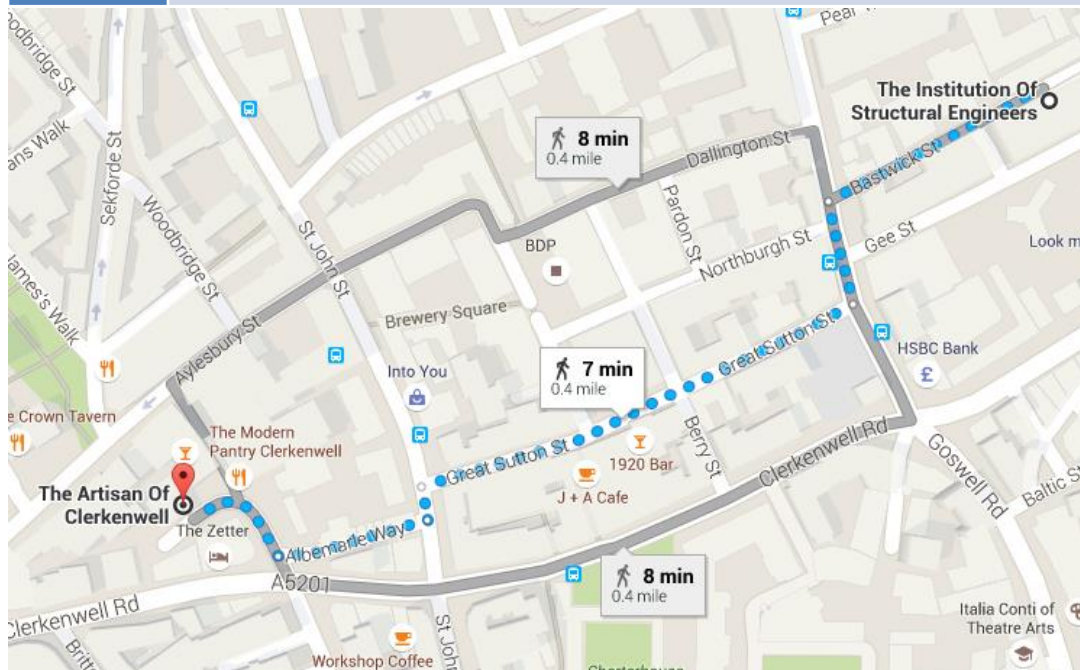 Woodbridge St
Pear
The Institution Of
Structural Engineers
ans Walk
Sekforde St
8 min
0.4 mile
Dallington St
Bastwick St
Woodbridge St
St John St
Pardon St
Northburgh St
Gee St
Look m
BDP
James's Walk
Brewery Square
Aylesbury St
Into You
7 min
0.4 mile
Great Sutton St
HSBC Bank
e Crown Tavern
The Modern
Pantry Clerkenwell
Great Sutton St
1920 Bar
Berry St
Clerkenwell Rd
Goswell Rd
Baltic St
The Artisan Of
Clerkenwell
J + A Cafe
The Zetter
Albemarle Way
A5201
8 min
0.4 mile
Clerkenwell Rd
St John
Italia Conti of
Theatre Arts
Britt
Workshop Coffee